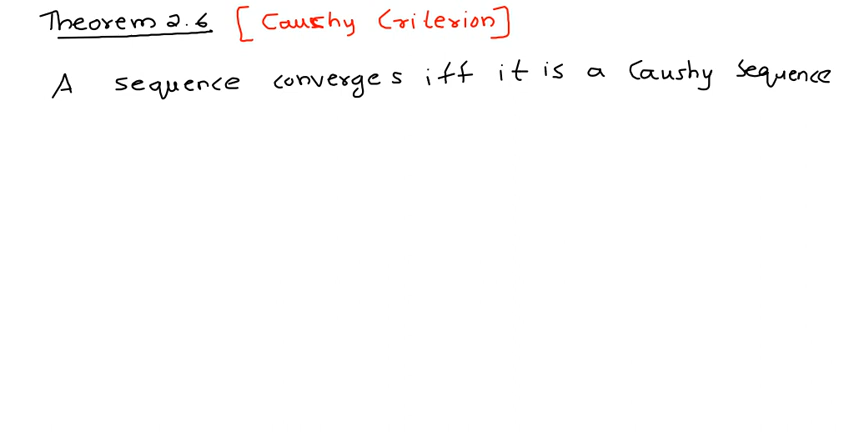 Theorem 2.6 [Caushy Criterion]
A sequence converges iff it is a Caushy sequence